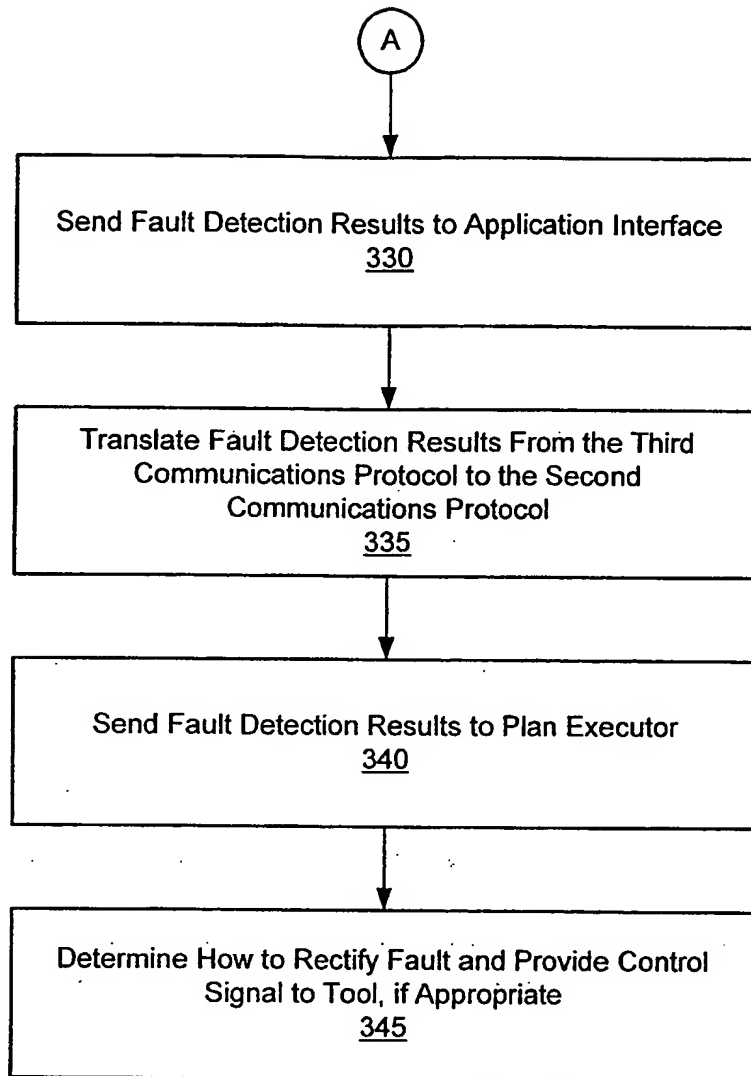 A
Send Fault Detection Results to Application Interface
330
Translate Fault Detection Results From the Third
Communications Protocol to the Second
Communications Protocol
335
Send Fault Detection Results to Plan Executor
340
Determine How to Rectify Fault and Provide Control
Signal to Tool, if Appropriate
345